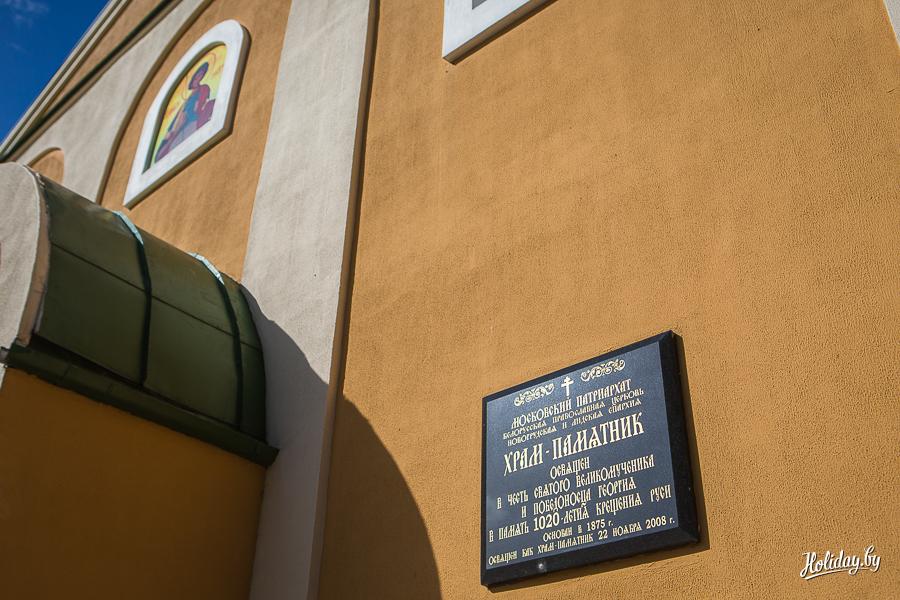 МОСКОВСКИЙ ПАТРИАРХАТ
БЕЛОРУССКАЯ ПРАВОСЛАВНАЯ ЦЕРКОВЬ
НОВОГРУДСКАЯ И ЛИДСКАЯ ЕПАРХИЯ
ХРАМ-ПАМЯТНИК
ОСВЯЩЕН
В ЧЕСТЬ СВЯТОГО ВЕЛИКОМУЧЕНИКА
И ПОБЕДОНОСЦА ГЕОРГИЯ
В ПАМЯТЬ 1020-ЛЕТИЯ КРЕЩЕНИЯ РУСИ
ОСНОВАН В 1875 г.
ОСВЯЩЕН КАК ХРАМ-ПАМЯТНИК 22 НОЯБРЯ 2008 г.
Holiday.by